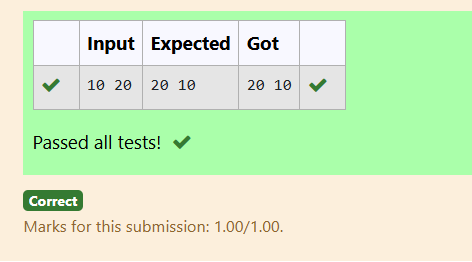 Input Expected Got
10 20 20 10 20 10
Passed all tests!
Correct
Marks for this submission: 1.00/1.00.